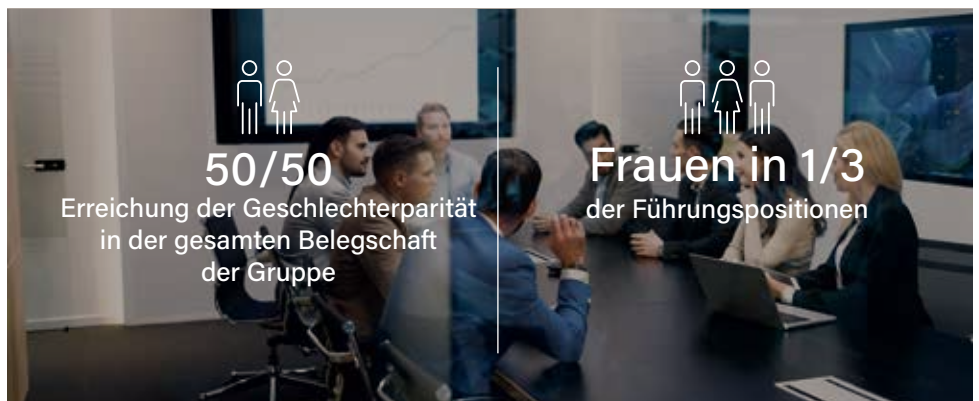 50/50
Erreichung der Geschlechterparität
in der gesamten Belegschaft
der Gruppe
Frauen in 1/3
der Führungspositionen